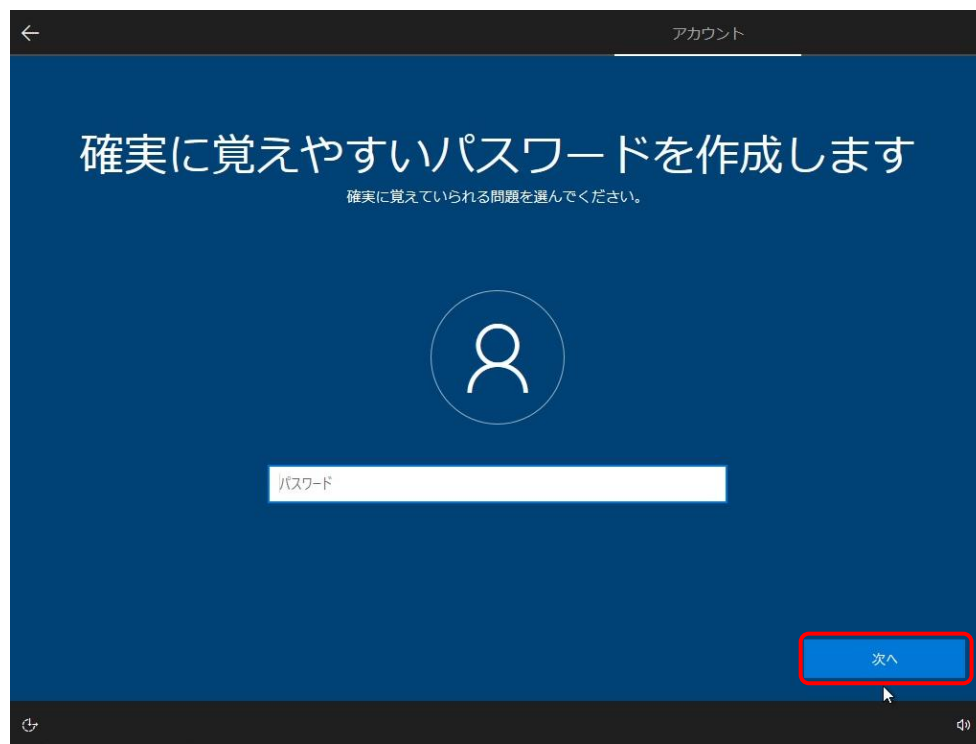 アカウント
確実に覚えやすいパスワードを作成します
確実に覚えていられる問題を選んでください。
パスワード
次へ